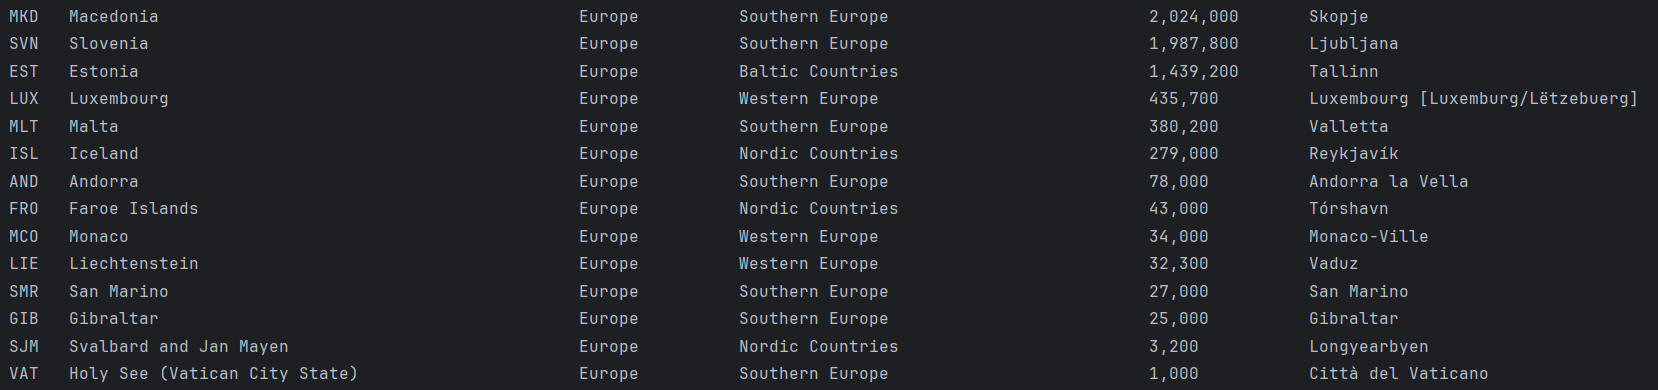 MKD Macedonia Europe Southern Europe 2,024,000 Skopje
SVN Slovenia Europe Southern Europe 1,987,800 Ljubljana
EST Estonia Europe Baltic Countries 1,439,200 Tallinn
LUX Luxembourg Europe Western Europe 435,700 Luxembourg [Luxemburg/Lëtzebuerg]
MLT Malta Europe Southern Europe 380,200 Valletta
ISL Iceland Europe Nordic Countries 279,000 Reykjavík
AND Andorra Europe Southern Europe 78,000 Andorra la Vella
FRO Faroe Islands Europe Nordic Countries 43,000 Tórshavn
MCO Monaco Europe Western Europe 34,000 Monaco-Ville
LIE Liechtenstein Europe Western Europe 32,300 Vaduz
SMR San Marino Europe Southern Europe 27,000 San Marino
GIB Gibraltar Europe Southern Europe 25,000 Gibraltar
SJM Svalbard and Jan Mayen Europe Nordic Countries 3,200 Longyearbyen
VAT Holy See (Vatican City State) Europe Southern Europe 1,000 Città del Vaticano